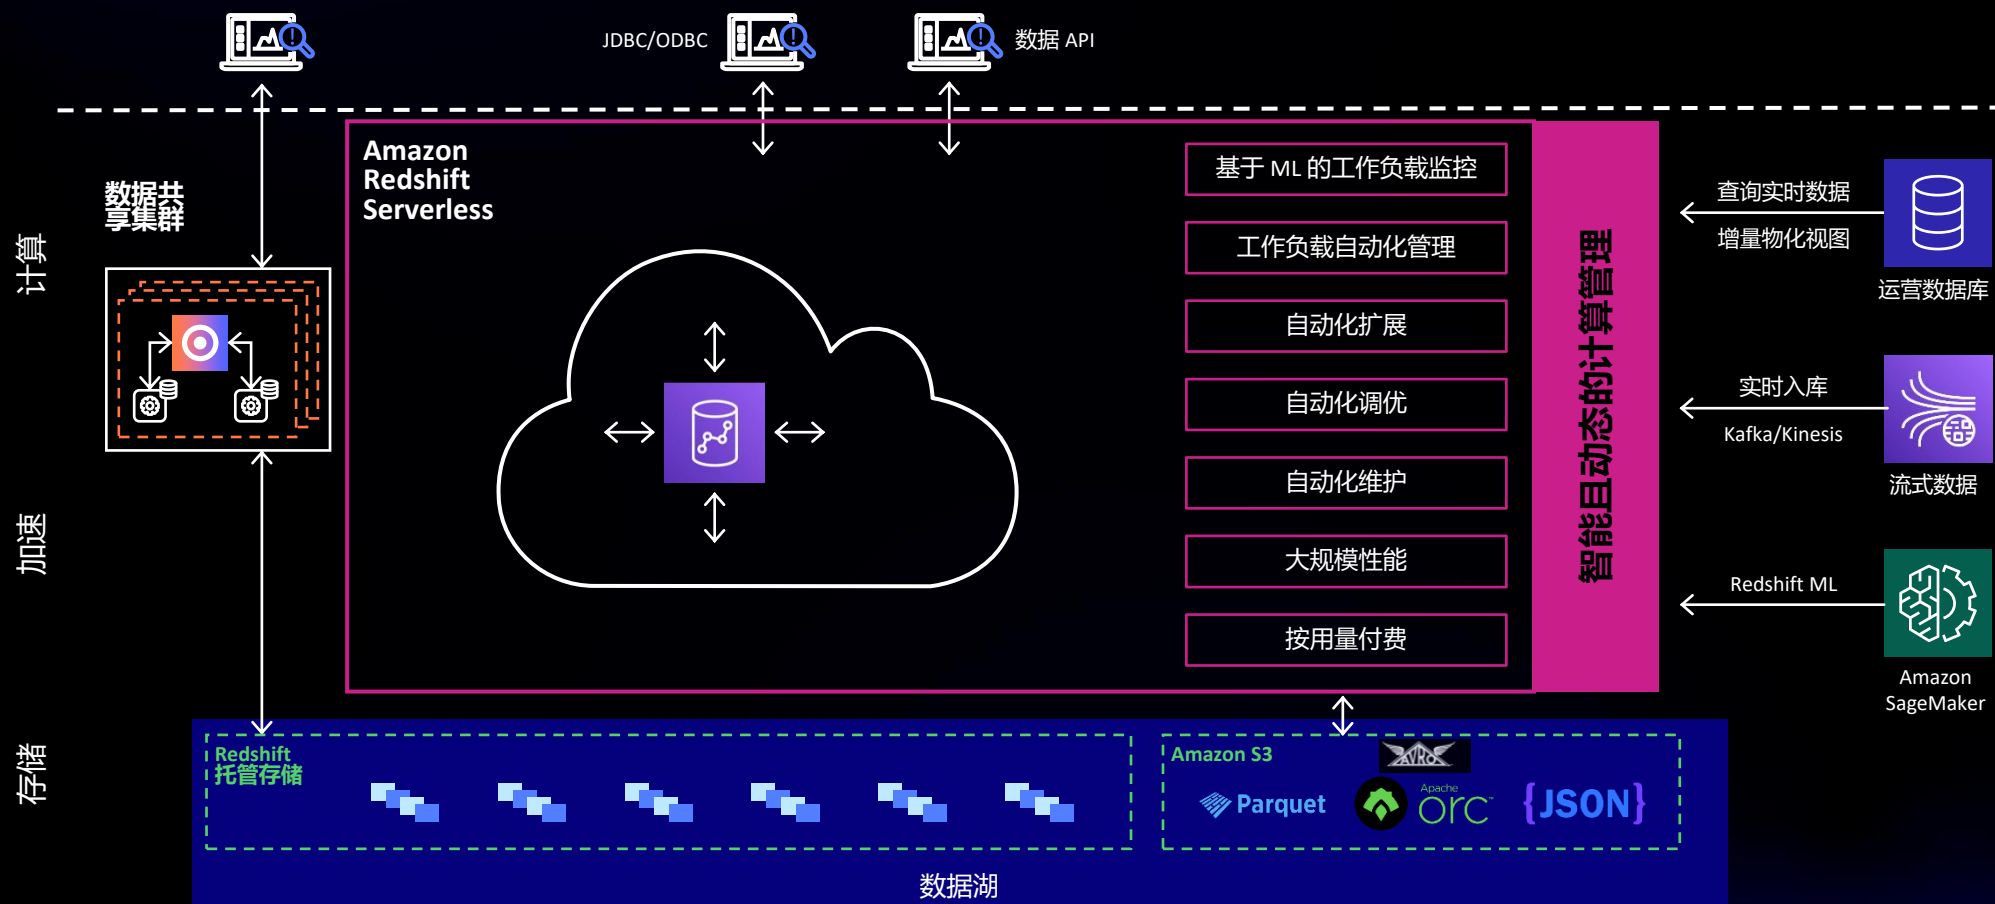 JDBC/ODBC
数据 API
计算
加速
存储
数据共
享集群
Amazon
Redshift
Serverless
基于 ML 的工作负载监控
工作负载自动化管理
自动化扩展
自动化调优
自动化维护
大规模性能
按用量付费
智能且动态的计算管理
查询实时数据
增量物化视图
运营数据库
实时入库
Kafka/Kinesis
流式数据
Redshift ML
Amazon
SageMaker
Redshift
托管存储
Amazon S3
AVRO
Parquet
Apache
orc™
{JSON}
数据湖